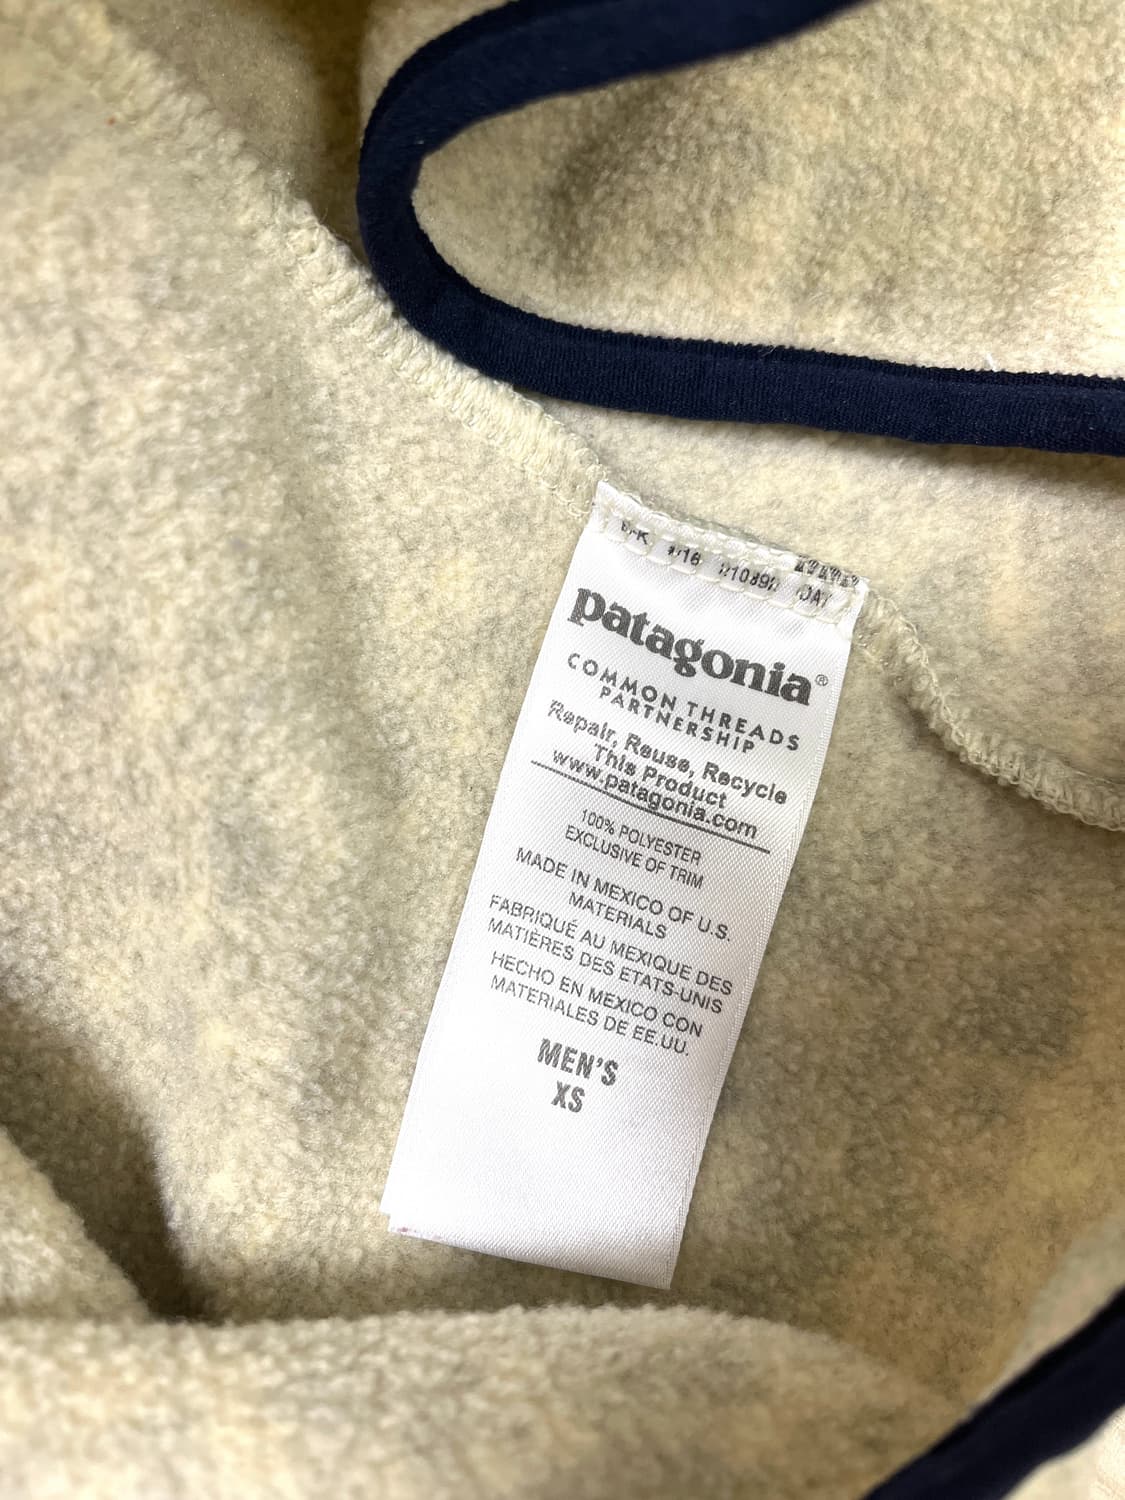 patagonia®
COMMON THREADS
PARTNERSHIP
Repair, Reuse, Recycle
This Product
www.patagonia.com
100% POLYESTER
EXCLUSIVE OF TRIM
MADE IN MEXICO OF U.S.
MATERIALS
FABRIQUÉ AU MEXIQUE DES
MATIÈRES DES ETATS-UNIS
HECHO EN MEXICO CON
MATERIALES DE EE.UU.
MEN'S
XS